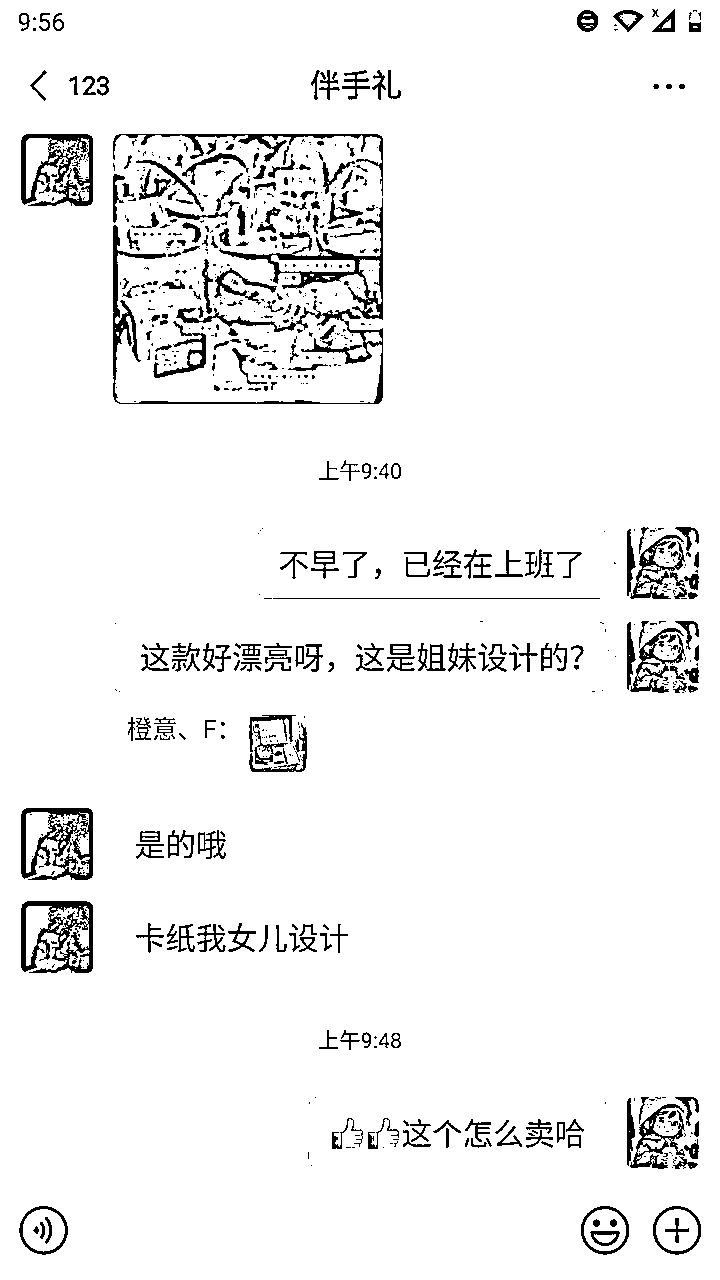 9:56
123
伴手礼
上午9:40
不早了，已经在上班了
这款好漂亮呀，这是姐妹设计的？
橙意、F：
是的哦
卡纸我女儿设计
上午9:48
👍👍这个怎么卖哈